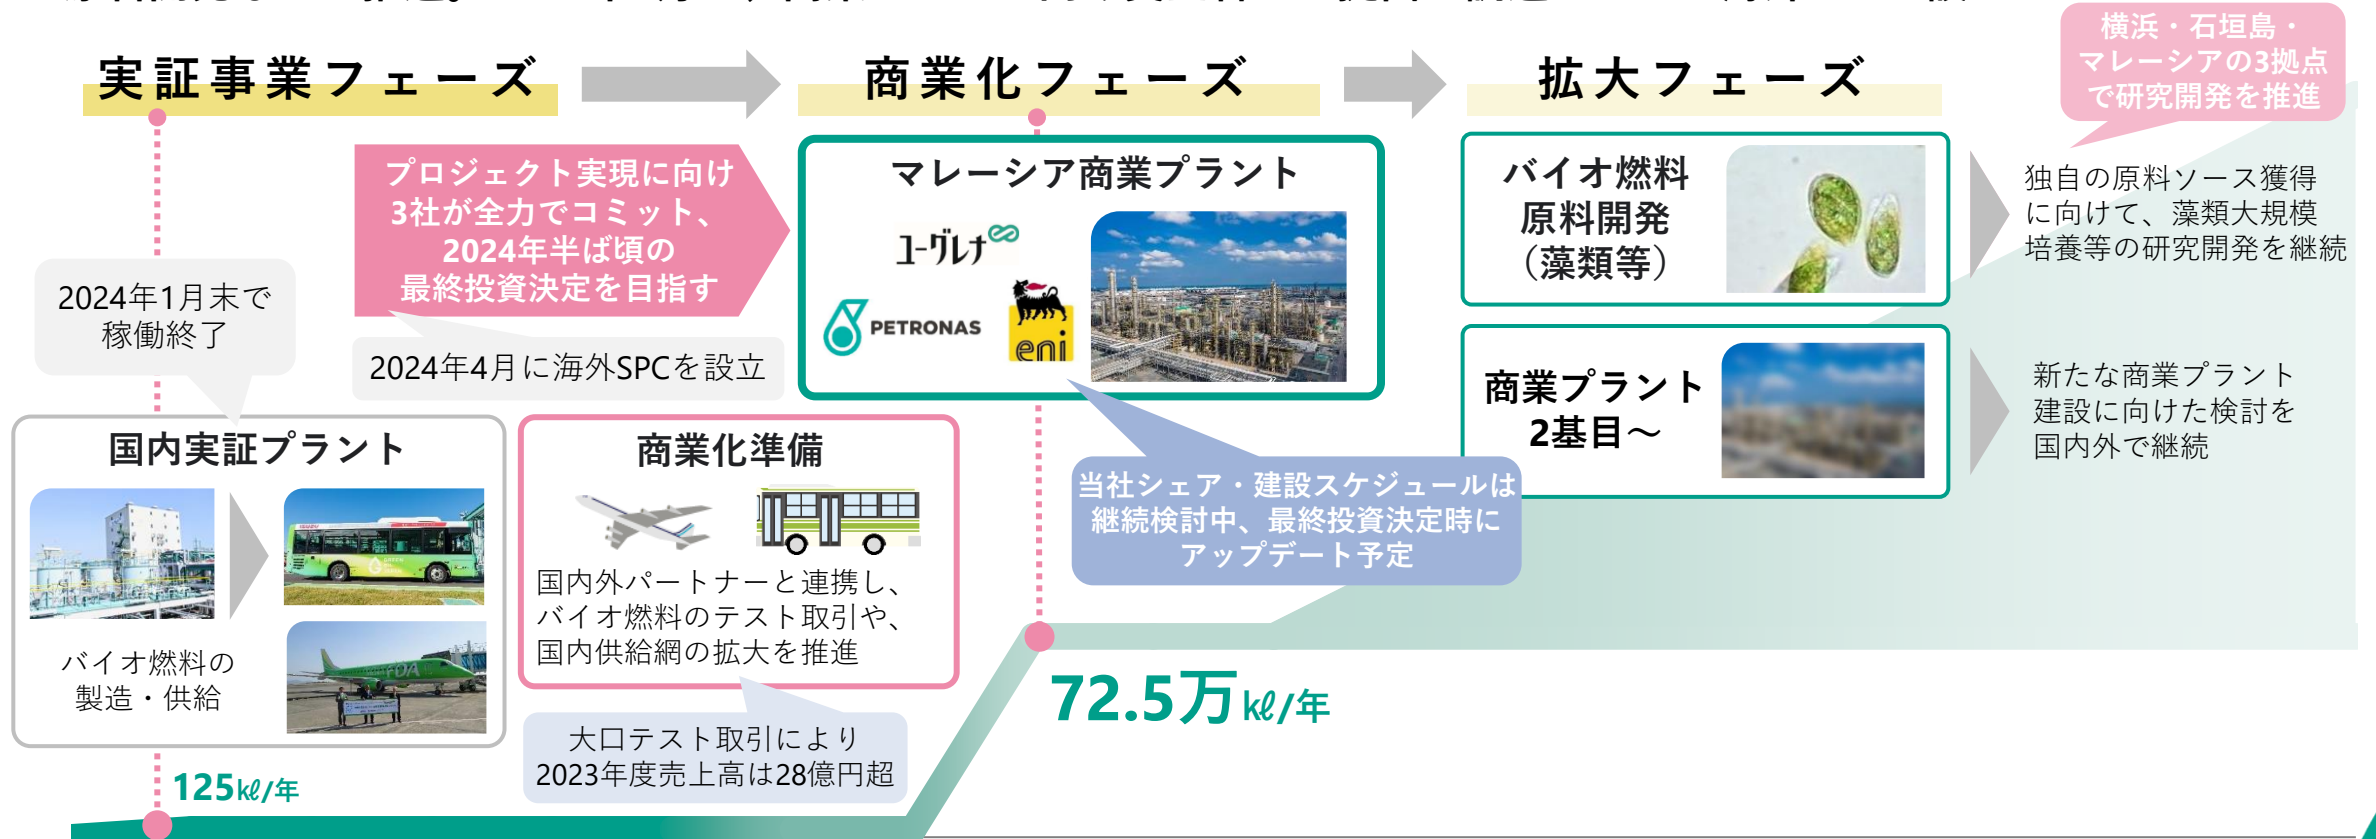 実証事業フェーズ
商業化フェーズ
拡大フェーズ
横浜・石垣島・
マレーシアの3拠点
で研究開発を推進
プロジェクト実現に向け
3社が全力でコミット、
2024年半ば頃の
最終投資決定を目指す
2024年4月に海外SPCを設立
2024年1月末で
稼働終了
国内実証プラント
バイオ燃料の
製造・供給
FDA
125㎘/年
商業化準備
国内外パートナーと連携し、
バイオ燃料のテスト取引や、
国内供給網の拡大を推進
大口テスト取引により
2023年度売上高は28億円超
マレーシア商業プラント
ユーグレナ
PETRONAS
eni
当社シェア・建設スケジュールは
継続検討中、最終投資決定時に
アップデート予定
72.5万㎘/年
バイオ燃料
原料開発
（藻類等）
独自の原料ソース獲得
に向けて、藻類大規模
培養等の研究開発を継続
商業プラント
2基目～
新たな商業プラント
建設に向けた検討を
国内外で継続